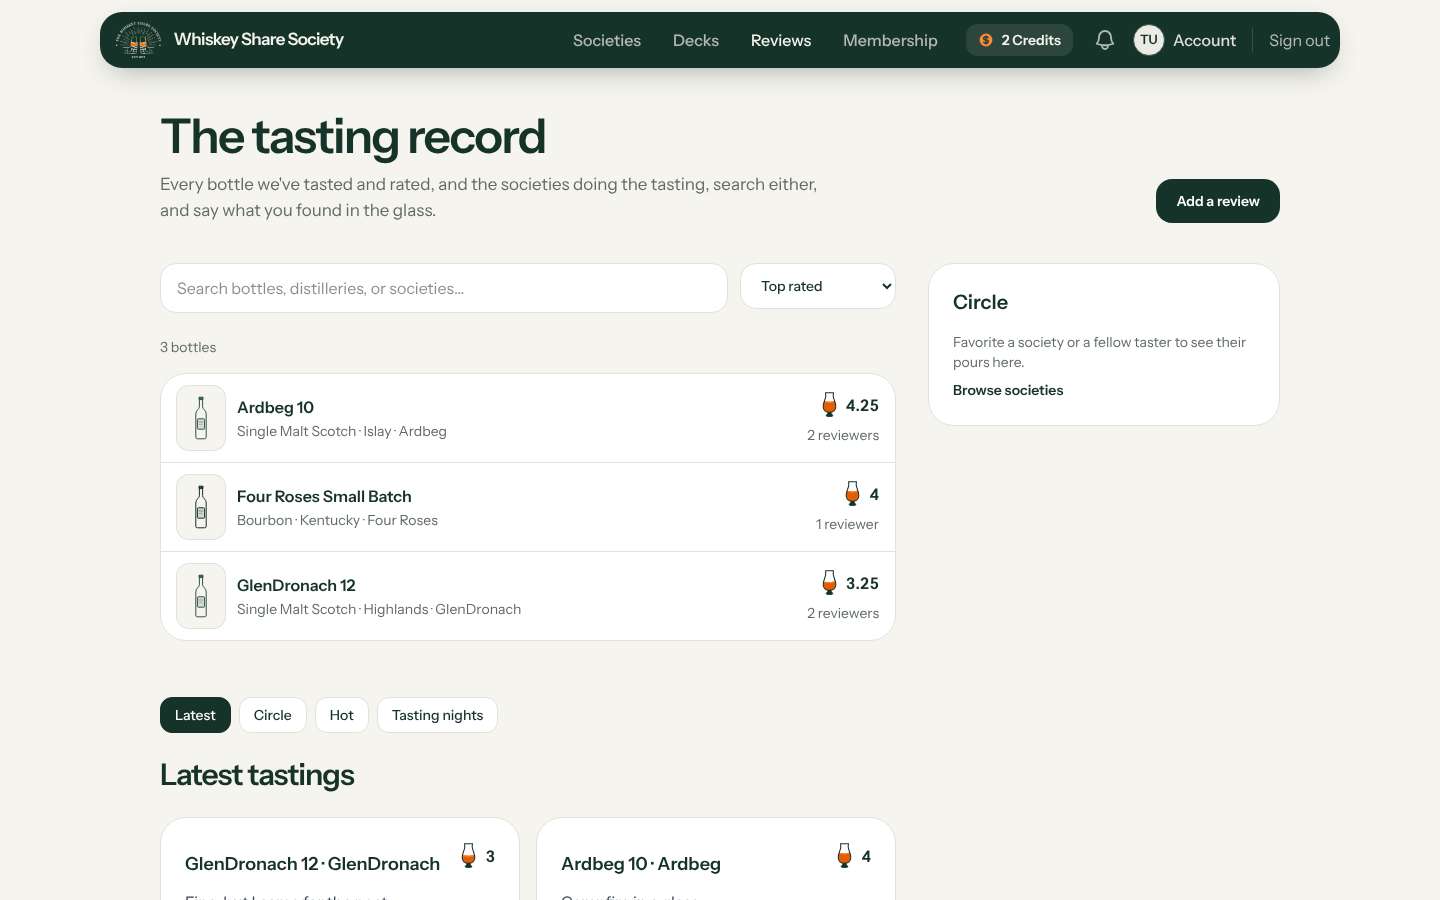 Whiskey Share Society
Societies
Decks
Reviews
Membership
2 Credits
TU
Account
Sign out
The tasting record
Every bottle we've tasted and rated, and the societies doing the tasting, search either,
and say what you found in the glass.
Add a review
Search bottles, distilleries, or societies...
Top rated
Circle
Favorite a society or a fellow taster to see their
pours here.
Browse societies
3 bottles
Ardbeg 10
Single Malt Scotch · Islay · Ardbeg
4.25
2 reviewers
Four Roses Small Batch
Bourbon · Kentucky · Four Roses
4
1 reviewer
GlenDronach 12
Single Malt Scotch · Highlands · GlenDronach
3.25
2 reviewers
Latest
Circle
Hot
Tasting nights
Latest tastings
GlenDronach 12 · GlenDronach
3
Ardbeg 10 · Ardbeg
4